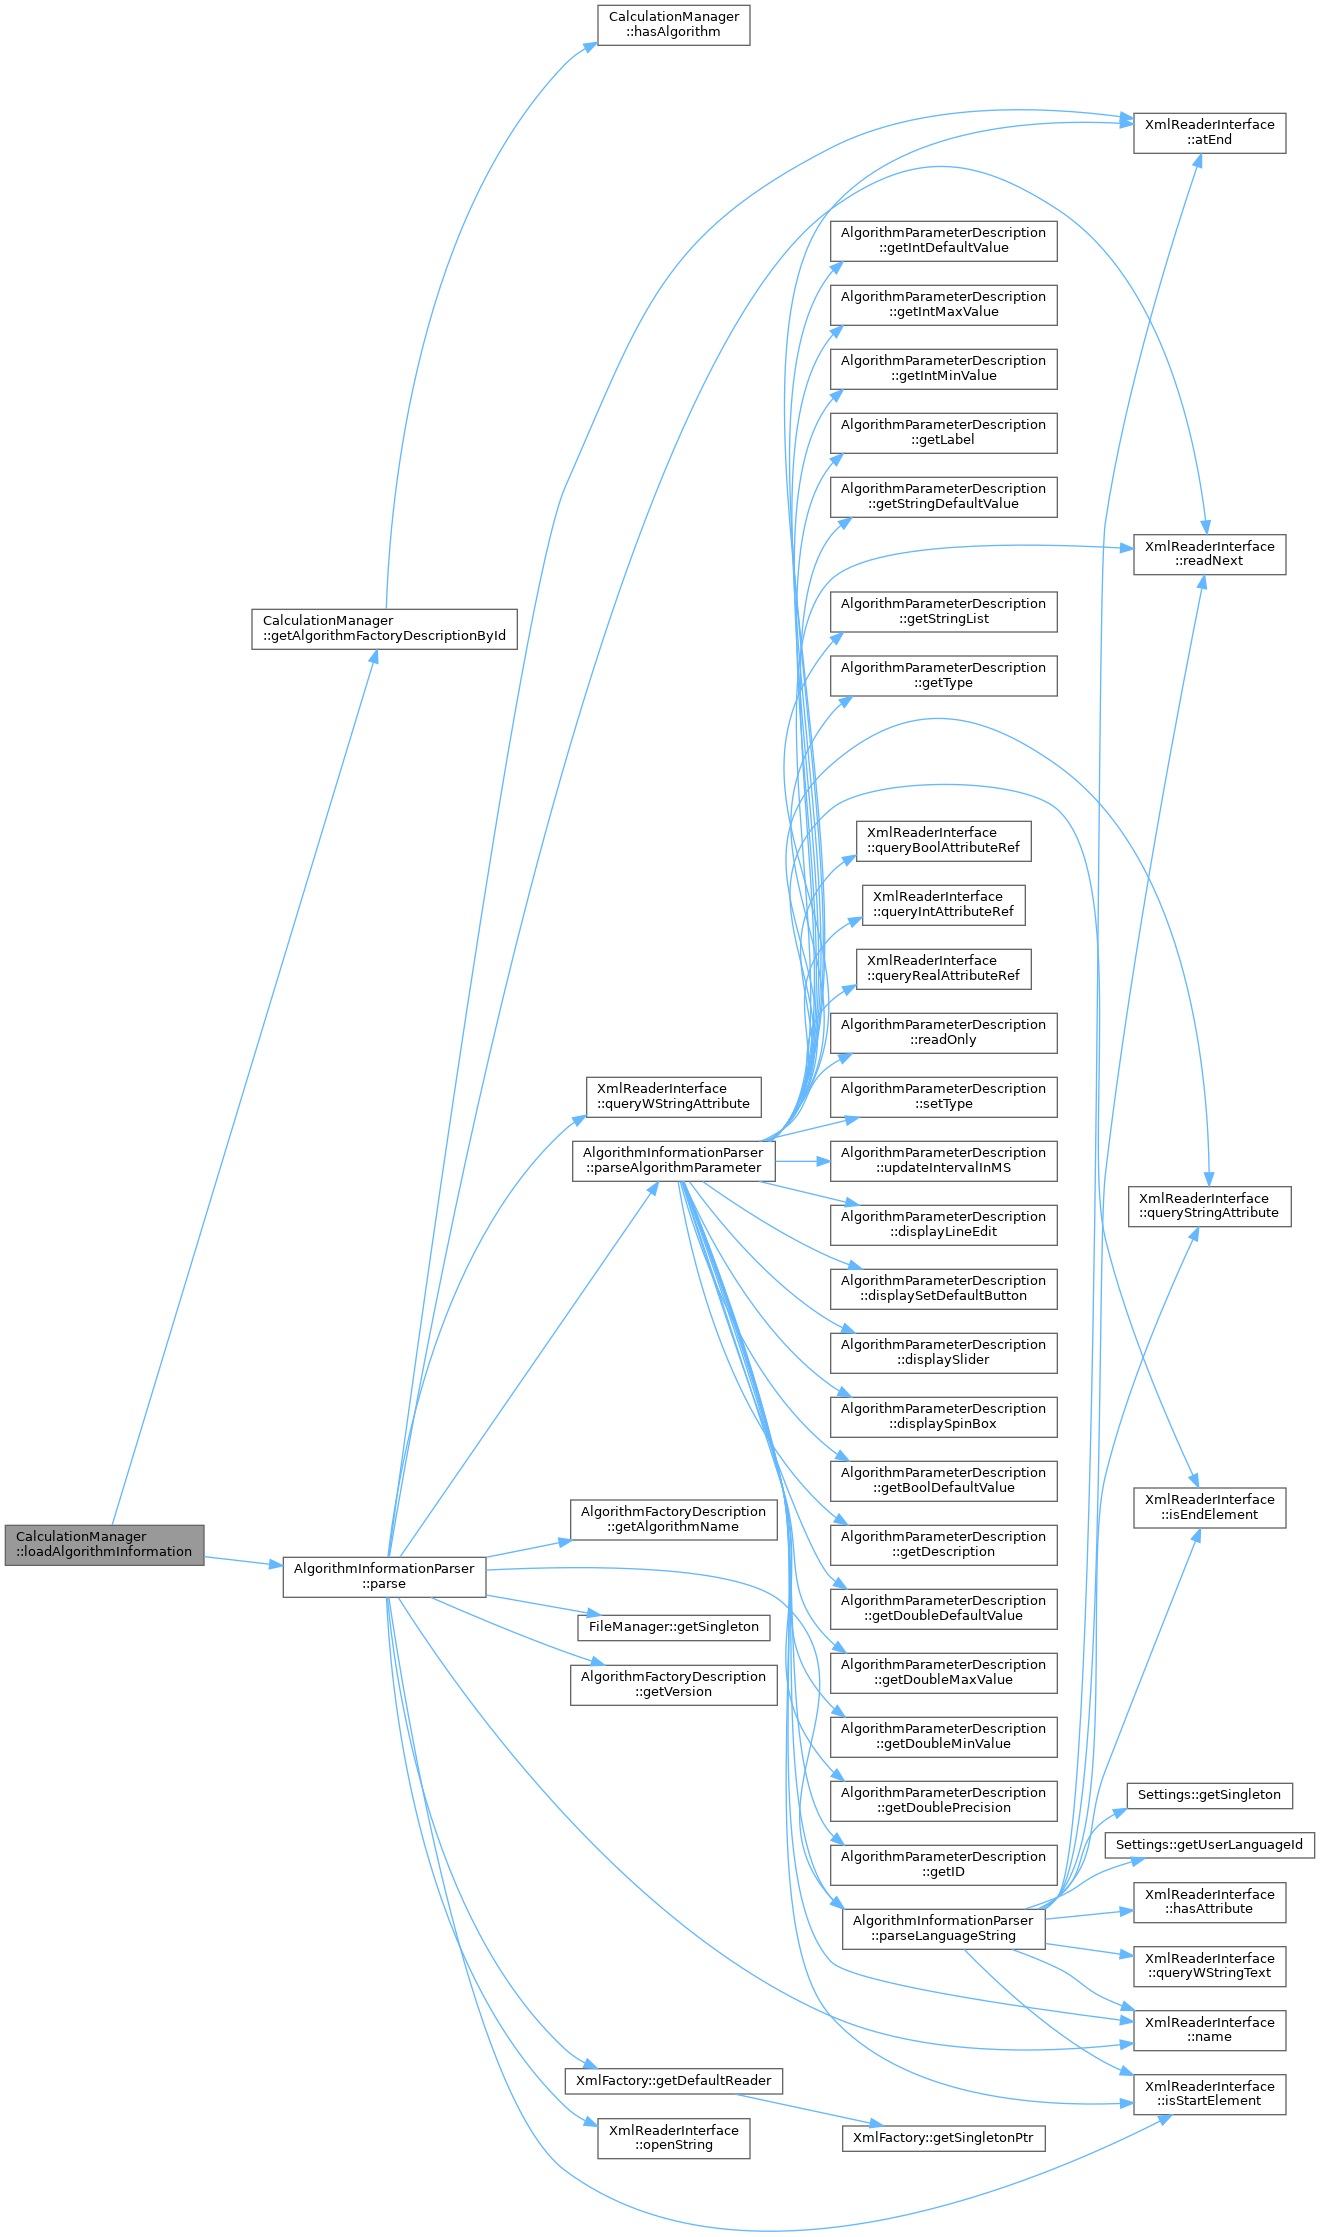 CalculationManager
::loadAlgorithmInformation
CalculationManager
::getAlgorithmFactoryDescriptionById
CalculationManager
::hasAlgorithm
AlgorithmInformationParser
::parse
XmlReaderInterface
::queryWStringAttribute
AlgorithmInformationParser
::parseAlgorithmParameter
AlgorithmFactoryDescription
::getAlgorithmName
FileManager::getSingleton
AlgorithmFactoryDescription
::getVersion
XmlFactory::getDefaultReader
XmlReaderInterface
::openString
AlgorithmParameterDescription
::getIntDefaultValue
AlgorithmParameterDescription
::getIntMaxValue
AlgorithmParameterDescription
::getIntMinValue
AlgorithmParameterDescription
::getLabel
AlgorithmParameterDescription
::getStringDefaultValue
AlgorithmParameterDescription
::getStringList
AlgorithmParameterDescription
::getType
XmlReaderInterface
::queryBoolAttributeRef
XmlReaderInterface
::queryIntAttributeRef
XmlReaderInterface
::queryRealAttributeRef
AlgorithmParameterDescription
::readOnly
AlgorithmParameterDescription
::setType
AlgorithmParameterDescription
::updateIntervalInMS
AlgorithmParameterDescription
::displayLineEdit
AlgorithmParameterDescription
::displaySetDefaultButton
AlgorithmParameterDescription
::displaySlider
AlgorithmParameterDescription
::displaySpinBox
AlgorithmParameterDescription
::getBoolDefaultValue
AlgorithmParameterDescription
::getDescription
AlgorithmParameterDescription
::getDoubleDefaultValue
AlgorithmParameterDescription
::getDoubleMaxValue
AlgorithmParameterDescription
::getDoubleMinValue
AlgorithmParameterDescription
::getDoublePrecision
AlgorithmParameterDescription
::getID
AlgorithmInformationParser
::parseLanguageString
XmlFactory::getSingletonPtr
XmlReaderInterface
::atEnd
XmlReaderInterface
::readNext
XmlReaderInterface
::queryStringAttribute
XmlReaderInterface
::isEndElement
Settings::getSingleton
Settings::getUserLanguageId
XmlReaderInterface
::hasAttribute
XmlReaderInterface
::queryWStringText
XmlReaderInterface
::name
XmlReaderInterface
::isStartElement